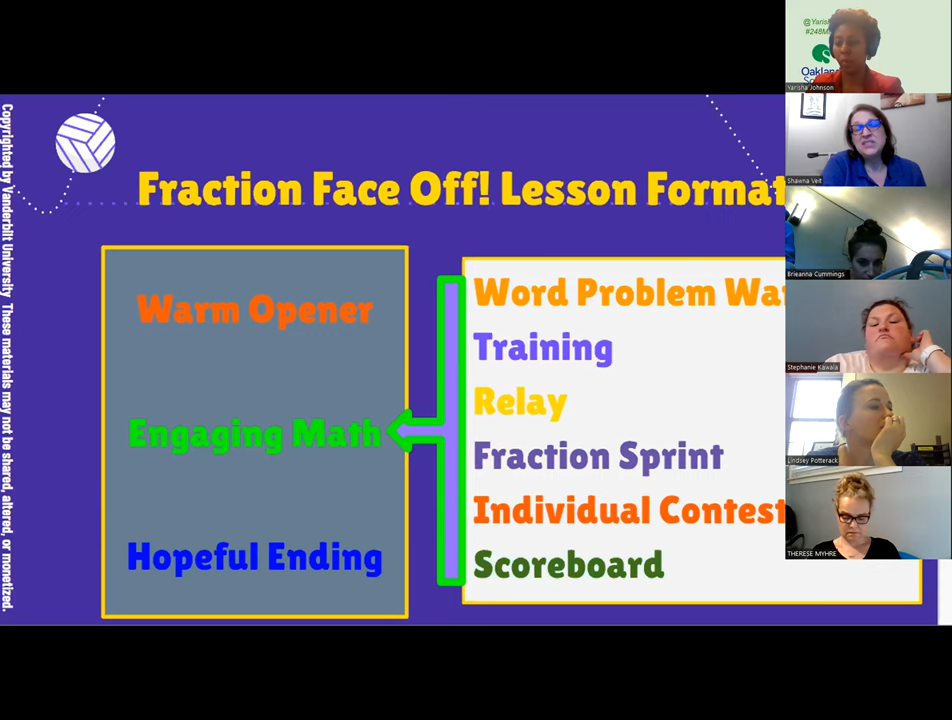 Copyrighted by Vanderbilt University These materials may not be shared, altered, or monetized.
Fraction Face Off! Lesson Format
Warm Opener
Engaging Math
Hopeful Ending
Word Problem
Training
Relay
Fraction Sprint
Individual Contest
Scoreboard
Yarisha Johnson
Shawna Veit
Brieanna Cummings
Stephanie Kawala
Lindsey Potterack
THERESE MYHRE